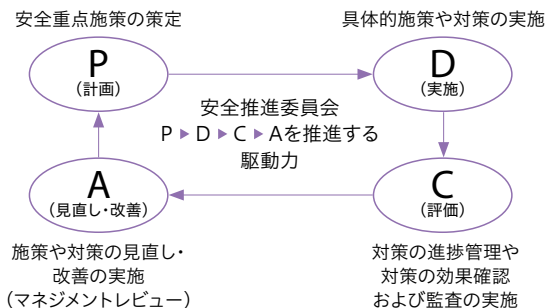 安全重点施策の策定
具体的施策や対策の実施
P
（計画）
D
（実施）
安全推進委員会
P▶D▶C▶Aを推進する
駆動力
A
（見直し・改善）
C
（評価）
施策や対策の見直し・
改善の実施
（マネジメントレビュー）
対策の進捗管理や
対策の効果確認
および監査の実施